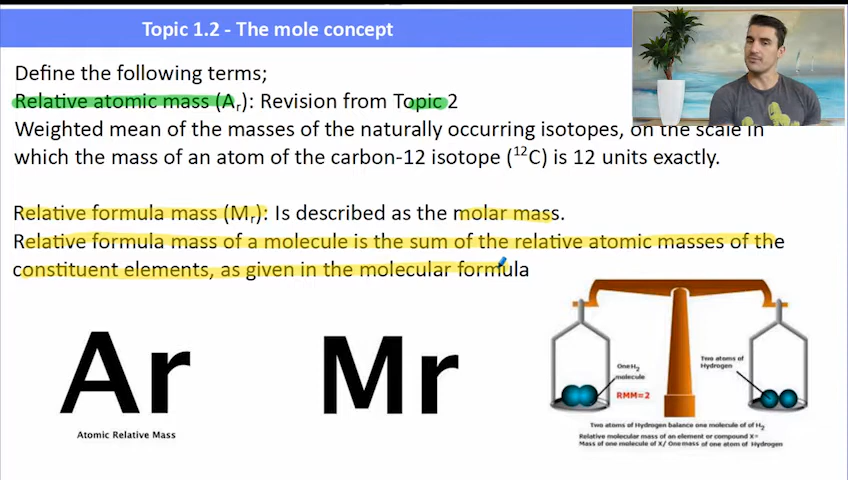 Topic 1.2 - The mole concept
Define the following terms;
Relative atomic mass (Ar): Revision from Topic 2
Weighted mean of the masses of the naturally occurring isotopes, on the scale in
which the mass of an atom of the carbon-12 isotope (¹²C) is 12 units exactly.
Relative formula mass (Mr): Is described as the molar mass.
Relative formula mass of a molecule is the sum of the relative atomic masses of the
constituent elements, as given in the molecular formula
Ar
Atomic Relative Mass
Mr
One H₂
molecule
RMM=2
Two atoms of
Hydrogen
Two atoms of Hydrogen balance one molecule of of H₂
Relative molecular mass of an element or compound X=
Mass of one molecule of X/ One mass of one atom of Hydrogen